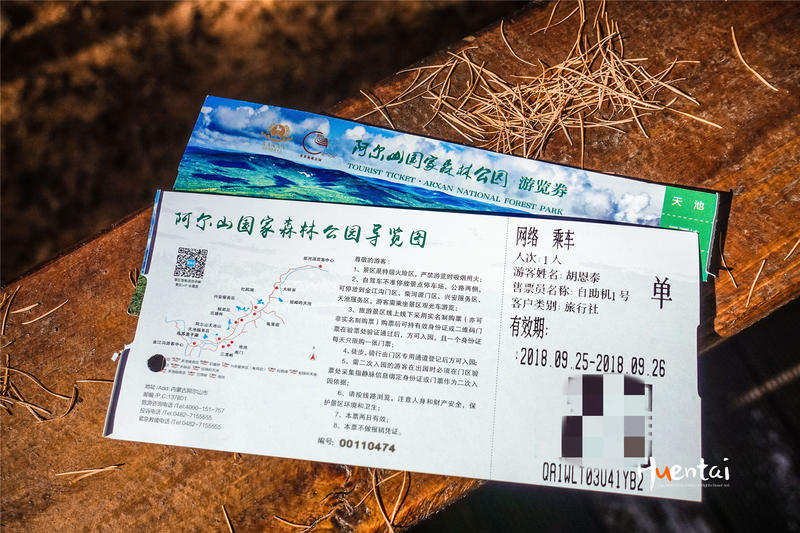 阿尔山国家森林公园 游览券
TOURIST TICKET · ARXAN NATIONAL FOREST PARK
天池
阿尔山国家森林公园导览图
地址/Add: 内蒙古阿尔山市
邮编/P.C:137801
旅游咨询电话/Tel:4000-151-757
投诉电话/Tel:0482-7155555
紧急救援电话/Tel:0482-7155555
尊敬的游客：
1、景区是特级火险区，严禁游览时吸烟用火；
2、自驾车不准停放景点停车场、公路两侧，
可停放到金江沟门区、柴河源门区、兴安服务区、
天池服务区，游客需乘坐景区观光车游览；
3、旅游景区线上线下采用实名制购票（亦可
非实名制购票）购票后可持有效身份证或二维码门
票在验票处验证通过后，方可入园，且一个身份证
每天只限购一张门票；
4、徒步、骑行由门区专用通道登记后方可入园；
5、需二次入园的游客在出园时必须在门区验
票处采集指静脉信息绑定身份证或门票作为二次入
园依据；
6、请按线路浏览，注意人身和财产安全，保
护景区环境和卫生；
7、本票两日有效；
8、本票不做报销凭证。
编号: 00110474
网络 乘车
人次:1人
游客姓名:胡恩泰
售票员名称:自助机1号
客户类别:旅行社
单
有效期:
:2018.09.25-2018.09.26
QA1WLT03U41YB2
Huentai